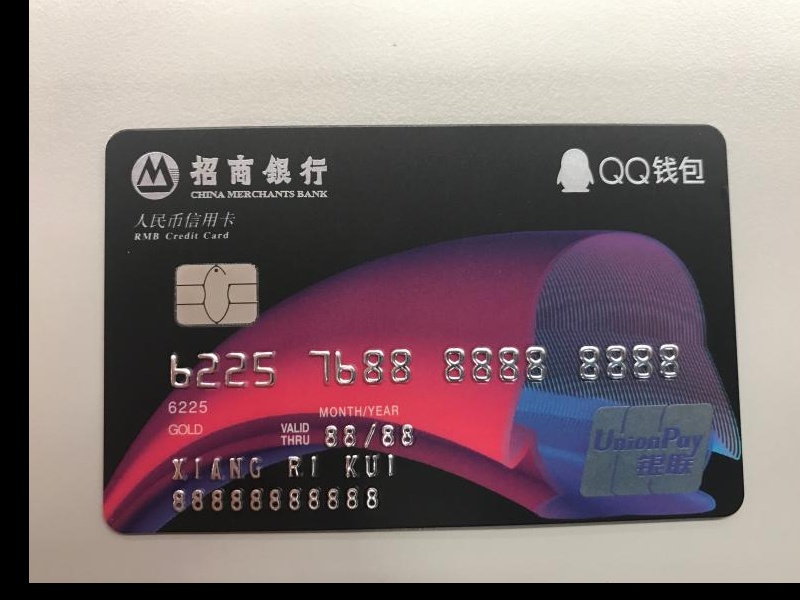 招商银行
CHINA MERCHANTS BANK
QQ钱包
人民币信用卡
RMB Credit Card
6225 7688 8888 8888
6225
MONTH/YEAR
GOLD
VALID THRU 88/88
XIANG RI KUI
88888888888
UnionPay
银联